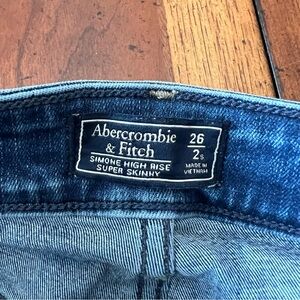 Abercrombie
& Fitch
SIMONE HIGH RISE
SUPER SKINNY
26
2s
MADE IN
VIETNAM